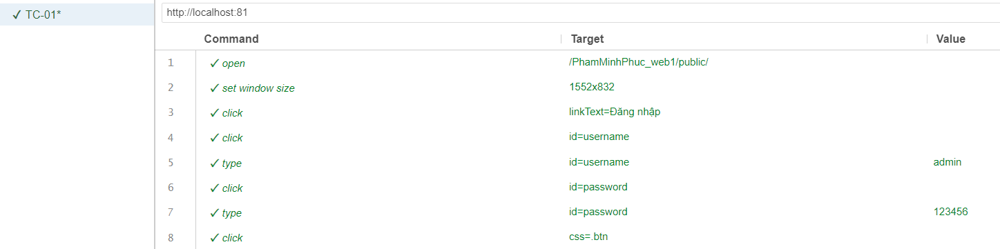 ✓ TC-01*
http://localhost:81
Command Target Value
1 ✓ open /PhamMinhPhuc_web1/public/
2 ✓ set window size 1552x832
3 ✓ click linkText=Đăng nhập
4 ✓ click id=username
5 ✓ type id=username admin
6 ✓ click id=password
7 ✓ type id=password 123456
8 ✓ click css=.btn